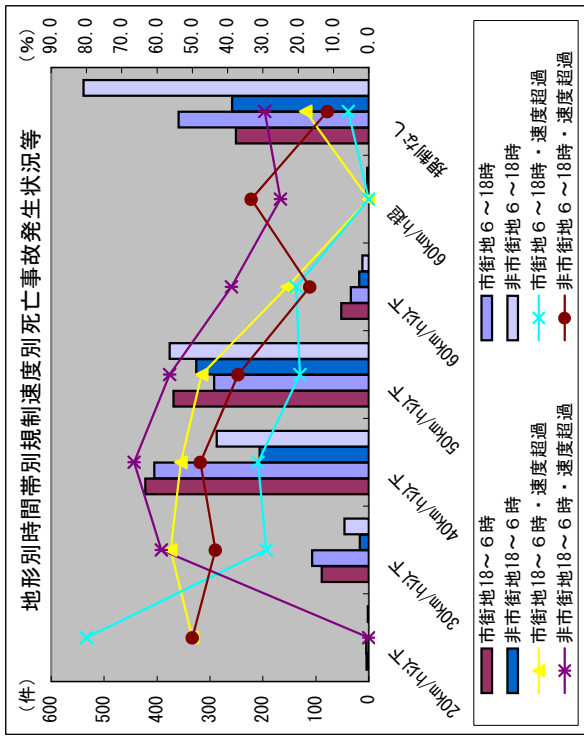 地形別時間帯別規制速度別死亡事故発生状況等
(件)
(%)
600
500
400
300
200
100
0
90.0
80.0
70.0
60.0
50.0
40.0
30.0
20.0
10.0
0.0
20km/h以下
30km/h以下
40km/h以下
50km/h以下
60km/h以下
60km/h超
規制なし
市街地18~6時
市街地6~18時
非市街地18~6時
非市街地6~18時
市街地18~6時・速度超過
市街地6~18時・速度超過
非市街地18~6時・速度超過
非市街地6~18時・速度超過